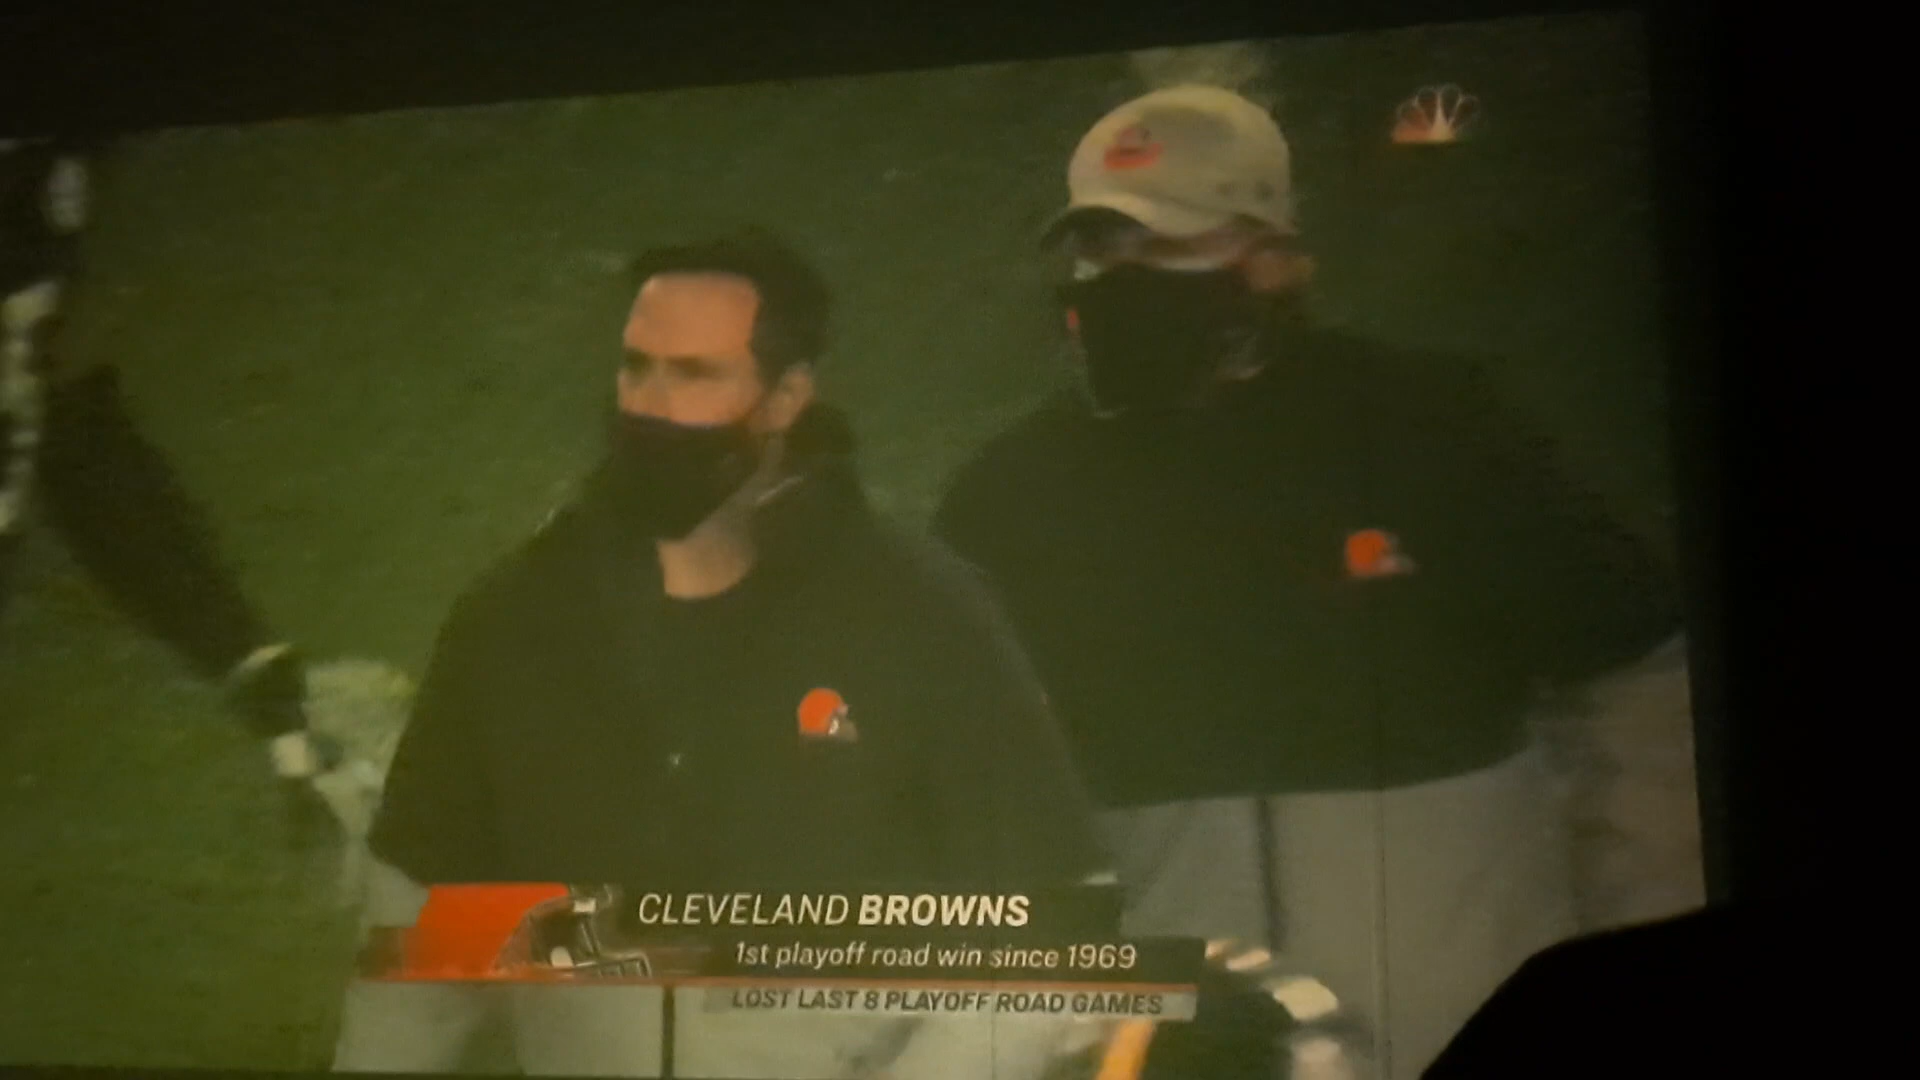 CLEVELAND BROWNS
1st playoff road win since 1969
LOST LAST 8 PLAYOFF ROAD GAMES